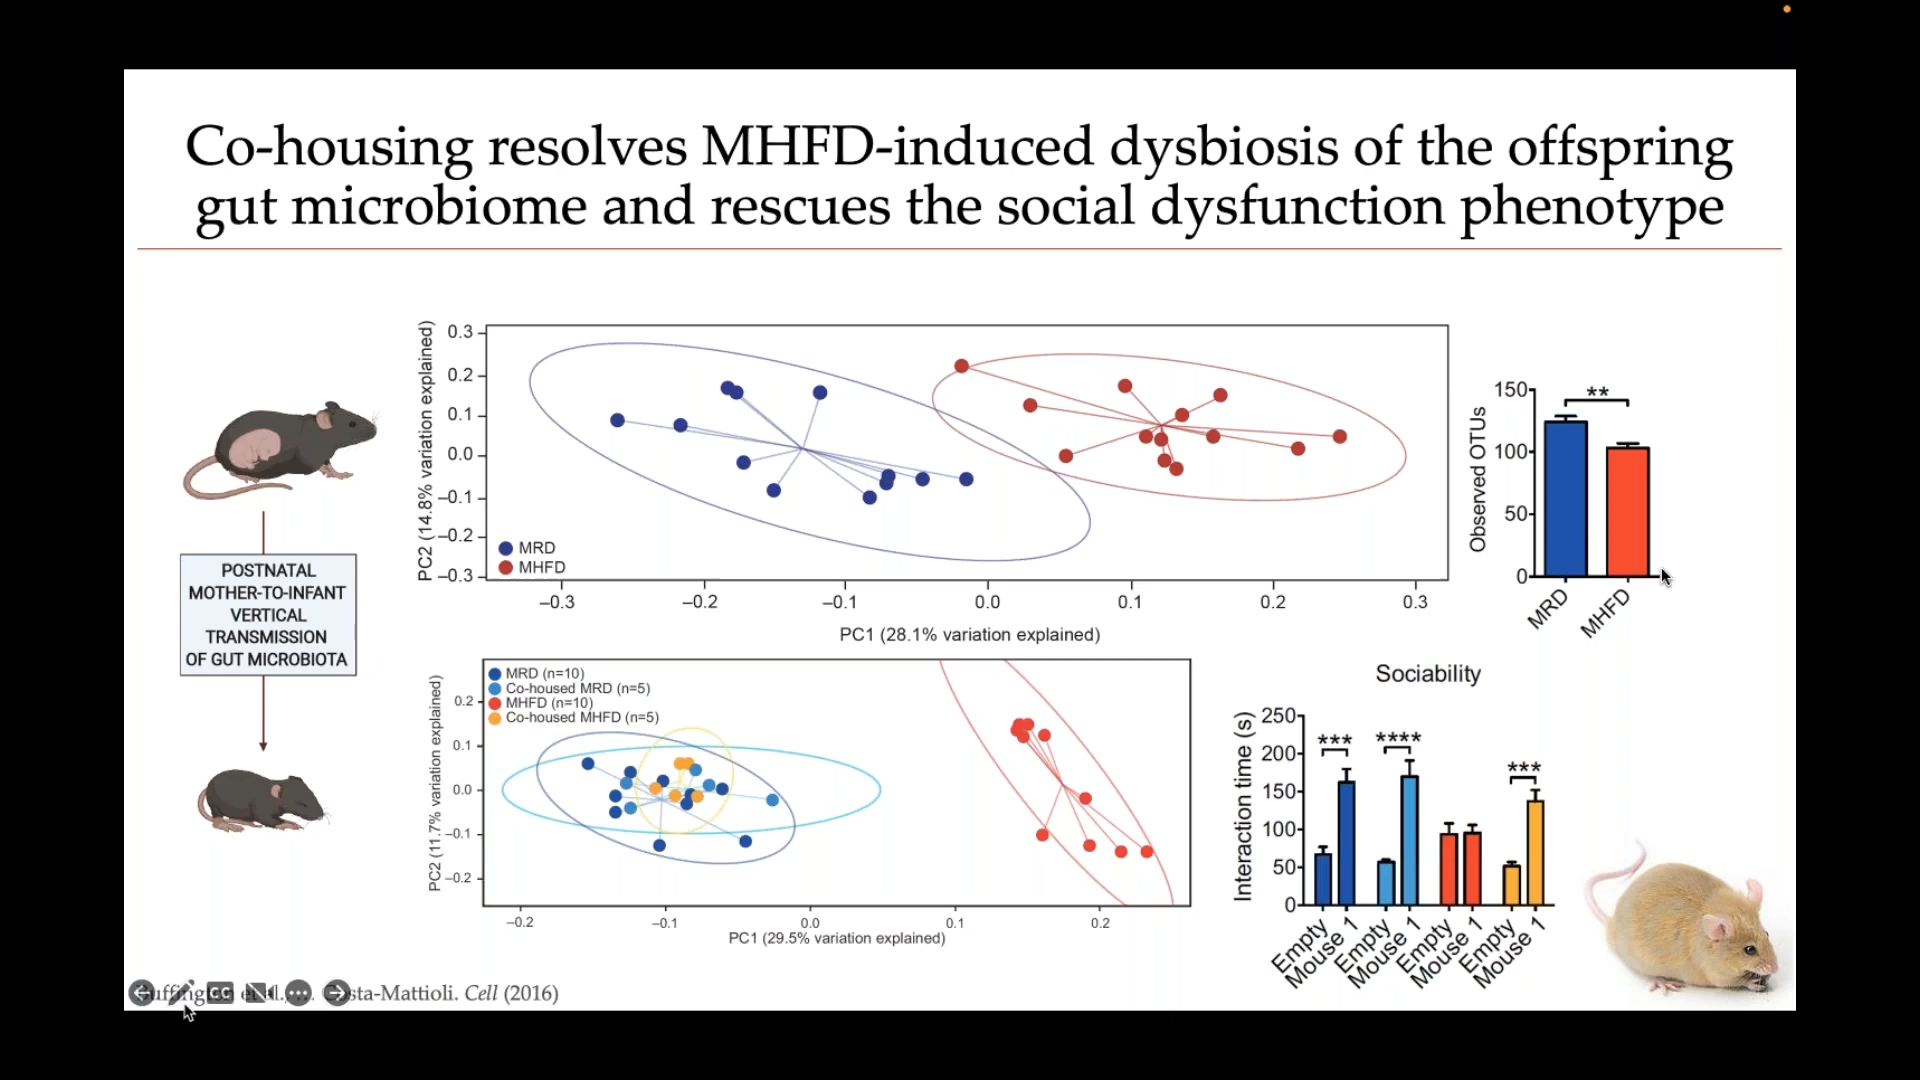 Co-housing resolves MHFD-induced dysbiosis of the offspring
gut microbiome and rescues the social dysfunction phenotype
POSTNATAL
MOTHER-TO-INFANT
VERTICAL
TRANSMISSION
OF GUT MICROBIOTA
PC2 (14.8% variation explained)
0.3
0.2
0.1
0.0
–0.1
–0.2
–0.3
MRD
MHFD
–0.3 –0.2 –0.1 0.0 0.1 0.2 0.3
PC1 (28.1% variation explained)
Observed OTUs
150
100
50
0
**
MRD
MHFD
PC2 (11.7% variation explained)
0.2
0.1
0.0
–0.1
–0.2
MRD (n=10)
Co-housed MRD (n=5)
MHFD (n=10)
Co-housed MHFD (n=5)
–0.2 –0.1 0.0 0.1 0.2
PC1 (29.5% variation explained)
Sociability
Interaction time (s)
250
200
150
100
50
0
*** **** ***
Empty
Mouse 1
Empty
Mouse 1
Empty
Mouse 1
Empty
Mouse 1
Costa-Mattioli. Cell (2016)